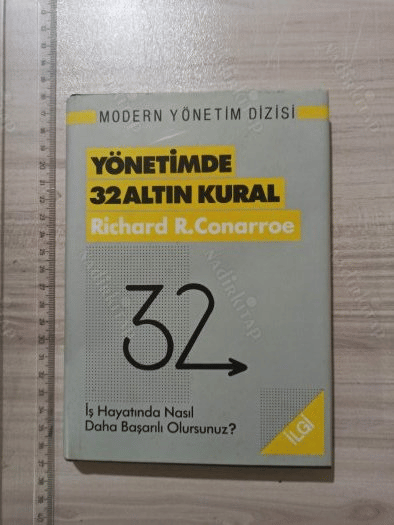 MODERN YÖNETİM DİZİSİ
YÖNETİMDE
32 ALTIN KURAL
Richard R. Conarroe
32
İş Hayatında Nasıl
Daha Başarılı Olursunuz?
İLGİ
nadirkitap